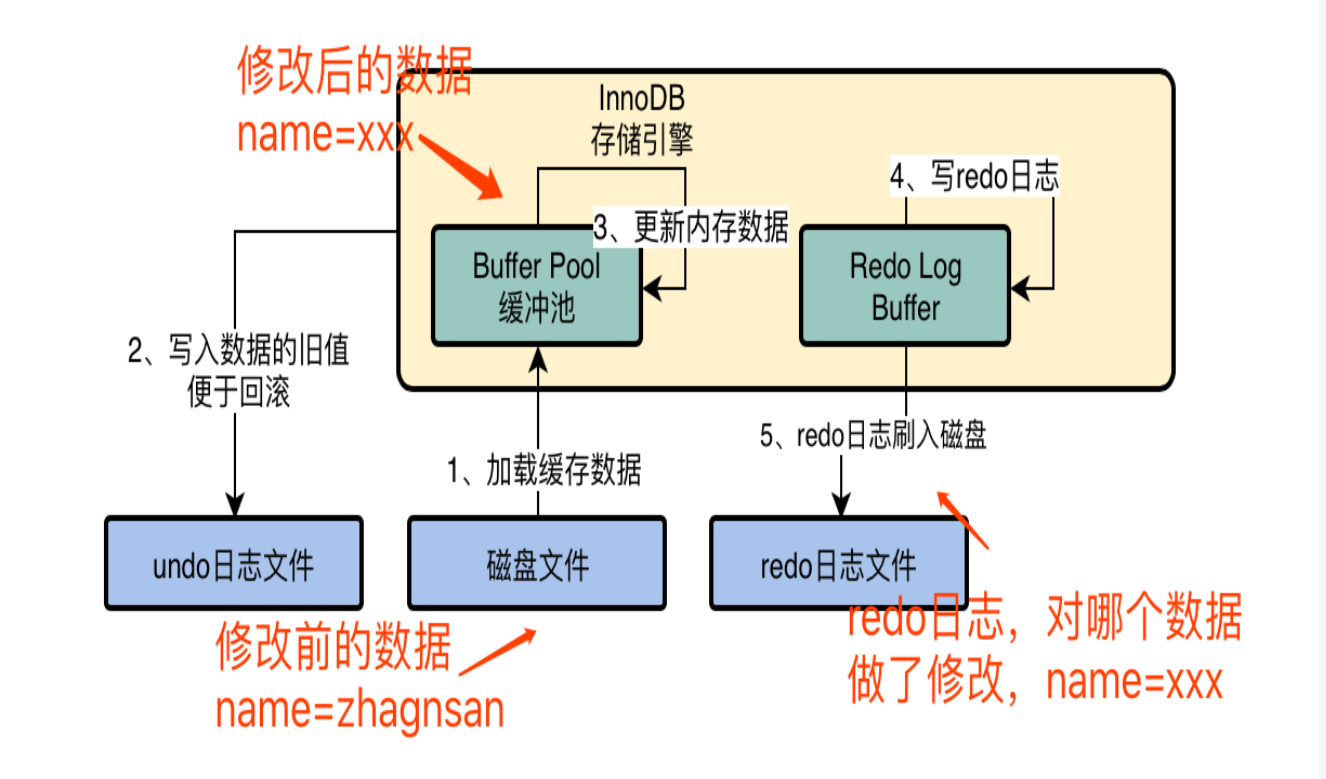 修改后的数据
name=xxx
InnoDB
存储引擎
4、写redo日志
3、更新内存数据
Buffer Pool
缓冲池
Redo Log
Buffer
2、写入数据的旧值
便于回滚
1、加载缓存数据
5、redo日志刷入磁盘
undo日志文件
磁盘文件
redo日志文件
修改前的数据
name=zhagnsan
redo日志，对哪个数据
做了修改，name=xxx